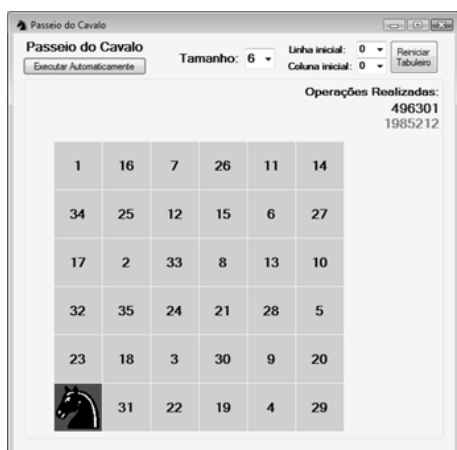 Passeio do Cavalo
Passeio do Cavalo
Executar Automaticamente
Tamanho: 6
Linha inicial: 0
Coluna inicial: 0
Reiniciar
Tabuleiro
Operações Realizadas:
496301
1985212
1 16 7 26 11 14
34 25 12 15 6 27
17 2 33 8 13 10
32 35 24 21 28 5
23 18 3 30 9 20
31 22 19 4 29